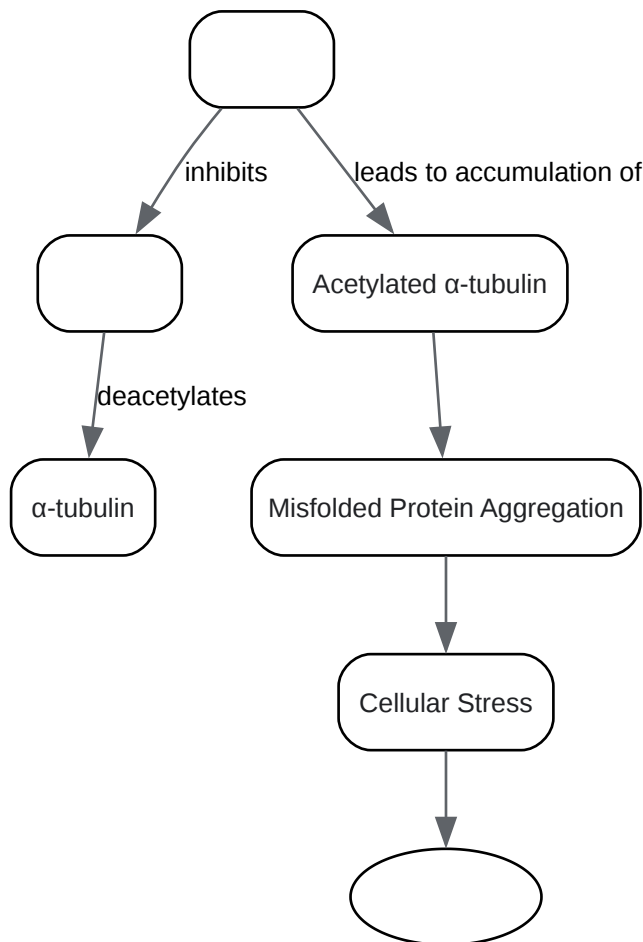 inhibits
leads to accumulation of
Acetylated α-tubulin
deacetylates
α-tubulin
Misfolded Protein Aggregation
Cellular Stress